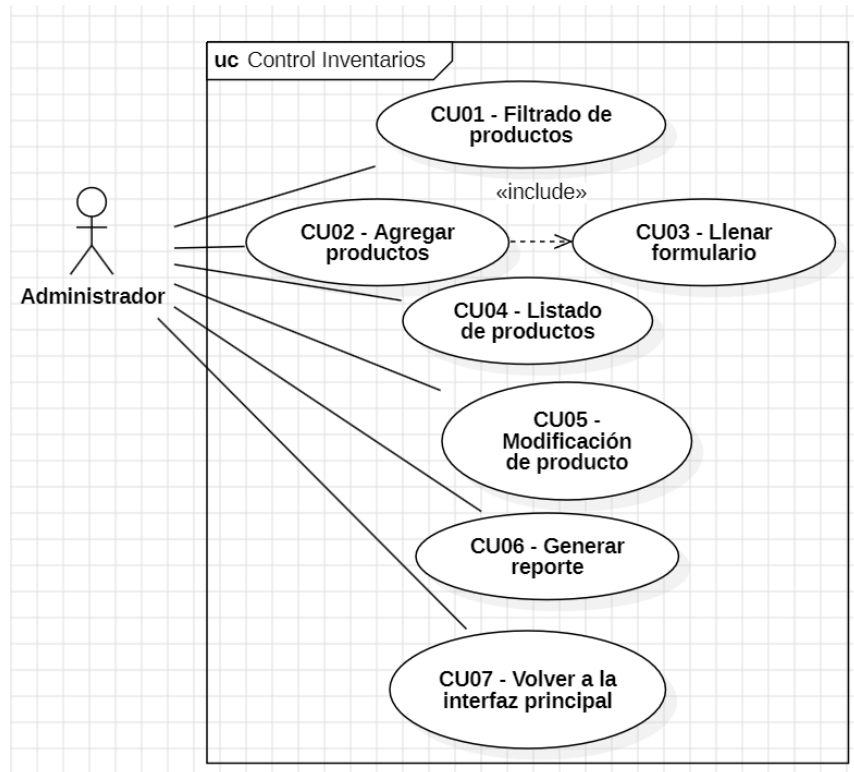 uc Control Inventarios
CU01 - Filtrado de
productos
«include»
CU02 - Agregar
productos
CU03 - Llenar
formulario
Administrador
CU04 - Listado
de productos
CU05 -
Modificación
de producto
CU06 - Generar
reporte
CU07 - Volver a la
interfaz principal